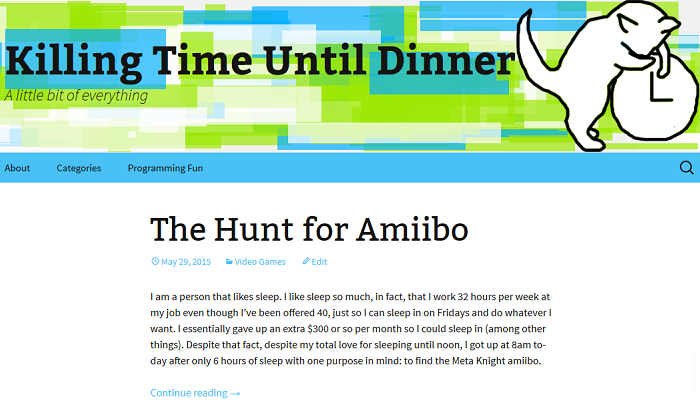 Killing Time Until Dinner
A little bit of everything
About Categories Programming Fun
The Hunt for Amiibo
May 29, 2015 Video Games Edit
I am a person that likes sleep. I like sleep so much, in fact, that I work 32 hours per week at
my job even though I've been offered 40, just so I can sleep in on Fridays and do whatever I
want. I essentially gave up an extra $300 or so per month so I could sleep in (among other
things). Despite that fact, despite my total love for sleeping until noon, I got up at 8am to-
day after only 6 hours of sleep with one purpose in mind: to find the Meta Knight amiibo.
Continue reading →